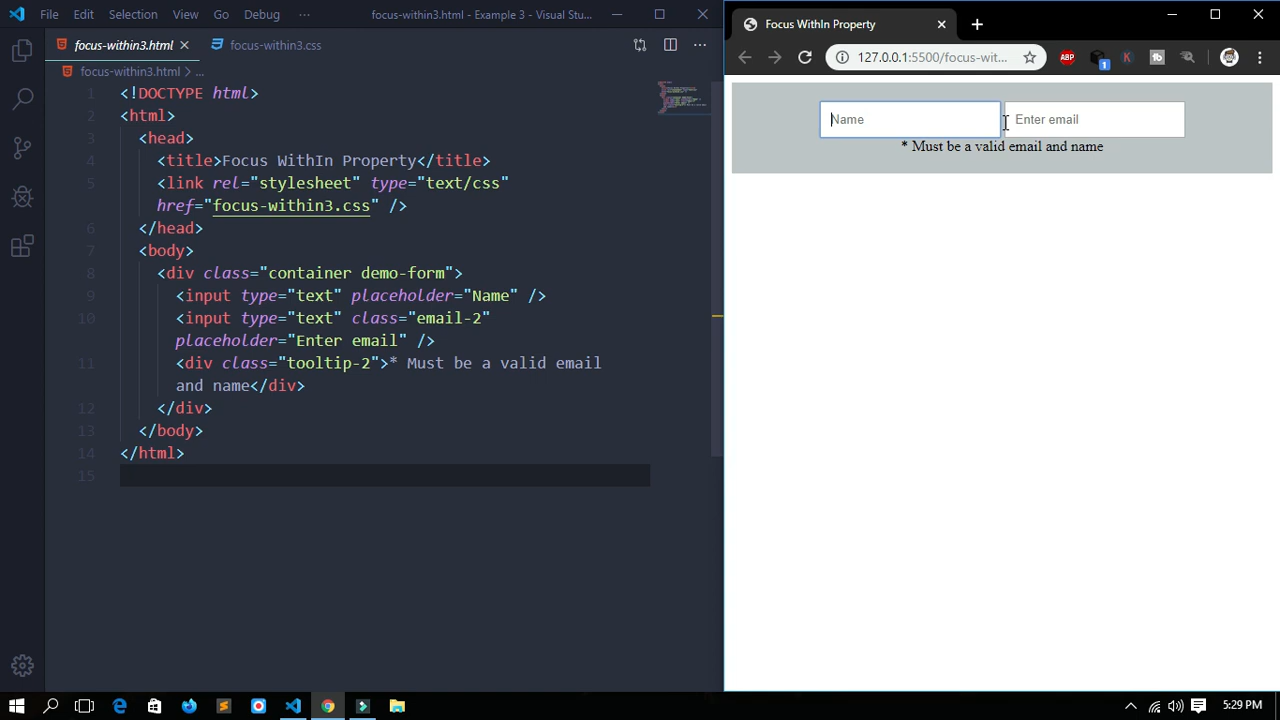 File Edit Selection View Go Debug ··· focus-within3.html - Example 3 - Visual Stu...
focus-within3.html focus-within3.css ···
focus-within3.html > ...
1 <!DOCTYPE html>
2 <html>
3 <head>
4 <title>Focus WithIn Property</title>
5 <link rel="stylesheet" type="text/css"
href="focus-within3.css" />
6 </head>
7 <body>
8 <div class="container demo-form">
9 <input type="text" placeholder="Name" />
10 <input type="text" class="email-2"
placeholder="Enter email" />
11 <div class="tooltip-2">* Must be a valid email
and name</div>
12 </div>
13 </body>
14 </html>
15
Focus WithIn Property
127.0.0.1:5500/focus-wit... ABP 1 K tb
Name Enter email
* Must be a valid email and name
5:29 PM